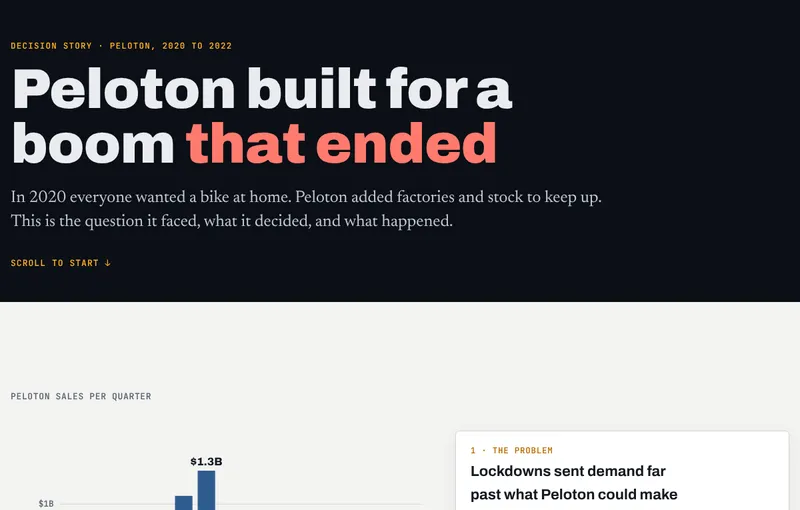 DECISION STORY · PELOTON, 2020 TO 2022
Peloton built for a
boom that ended
In 2020 everyone wanted a bike at home. Peloton added factories and stock to keep up.
This is the question it faced, what it decided, and what happened.
SCROLL TO START ↓
PELOTON SALES PER QUARTER
$1.3B
$1B
1 · THE PROBLEM
Lockdowns sent demand far
past what Peloton could make